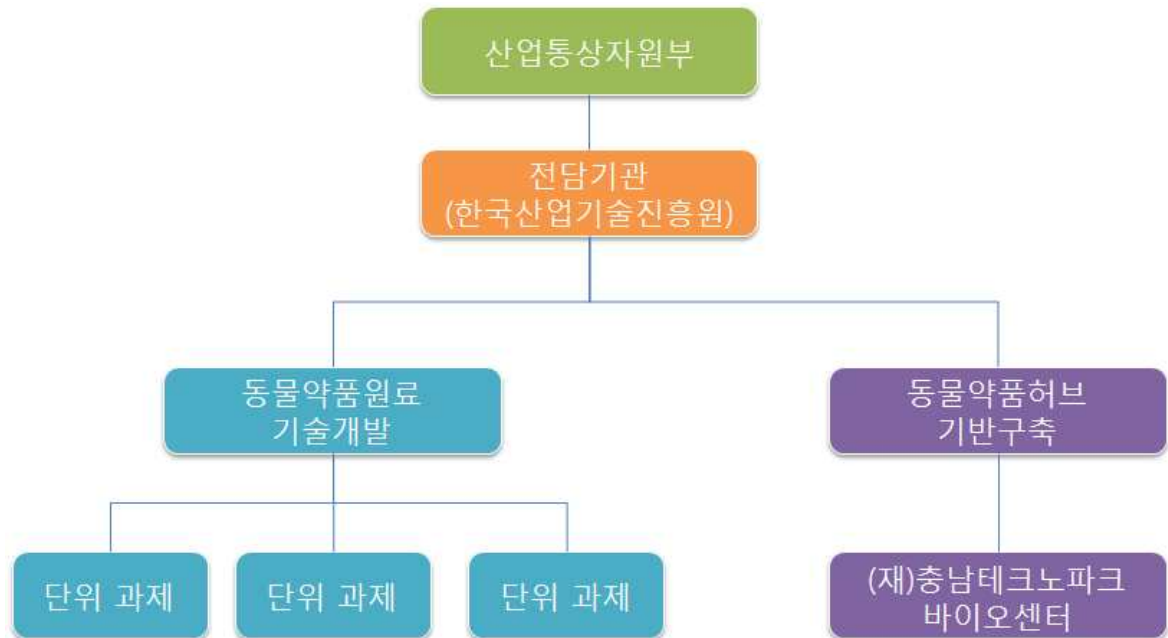 산업통상자원부
전담기관
(한국산업기술진흥원)
동물약품원료
기술개발
동물약품허브
기반구축
단위 과제
단위 과제
단위 과제
(재)충남테크노파크
바이오센터